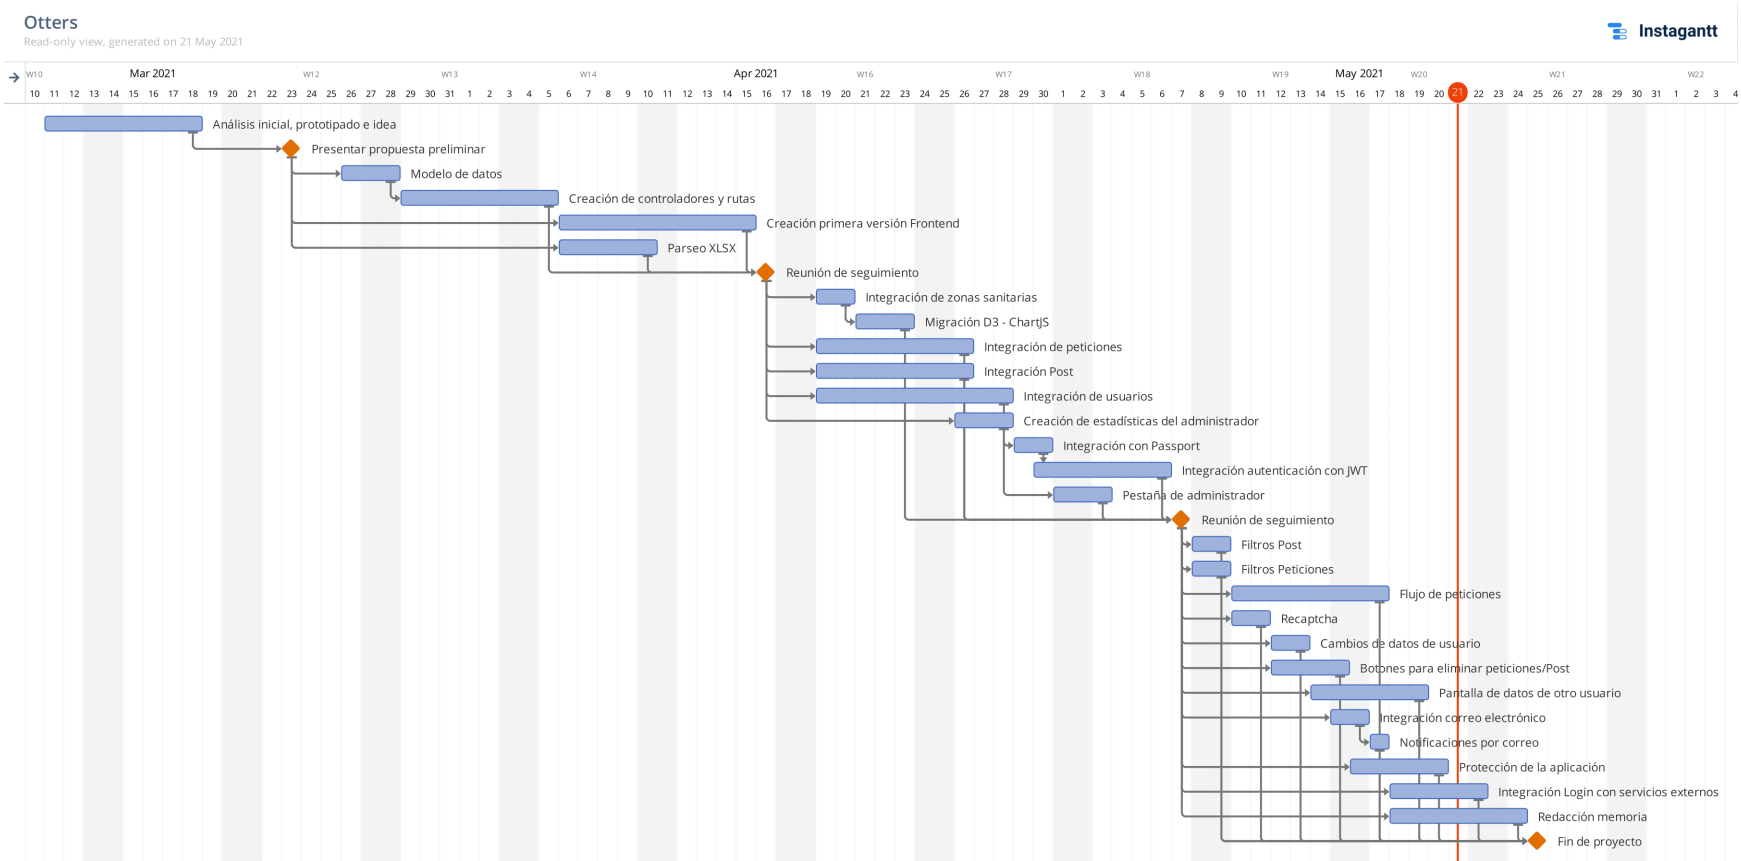 Otters
Read-only view, generated on 21 May 2021
Instagantt
W10 Mar 2021 W12 W13 W14 Apr 2021 W16 W17 W18 W19 May 2021 W20 W21 W22
10 11 12 13 14 15 16 17 18 19 20 21 22 23 24 25 26 27 28 29 30 31 1 2 3 4 5 6 7 8 9 10 11 12 13 14 15 16 19 20 21 22 23 24 25 26 27 28 29 30 1 2 3 4 5 6 7 8 9 10 11 12 13 14 15 16 17 18 19 20 21 22 23 24 25 26 27 28 29 30 31 1 2 3 4
Análisis inicial, prototipado e idea
Presentar propuesta preliminar
Modelo de datos
Creación de controladores y rutas
Creación primera versión Frontend
Parseo XLSX
Reunión de seguimiento
Integración de zonas sanitarias
Migración D3 - ChartJS
Integración de peticiones
Integración Post
Integración de usuarios
Creación de estadísticas del administrador
Integración con Passport
Integración autenticación con JWT
Pestaña de administrador
Reunión de seguimiento
Filtros Post
Filtros Peticiones
Flujo de peticiones
Recaptcha
Cambios de datos de usuario
Botones para eliminar peticiones/Post
Pantalla de datos de otro usuario
Integración correo electrónico
Notificaciones por correo
Protección de la aplicación
Integración Login con servicios externos
Redacción memoria
Fin de proyecto